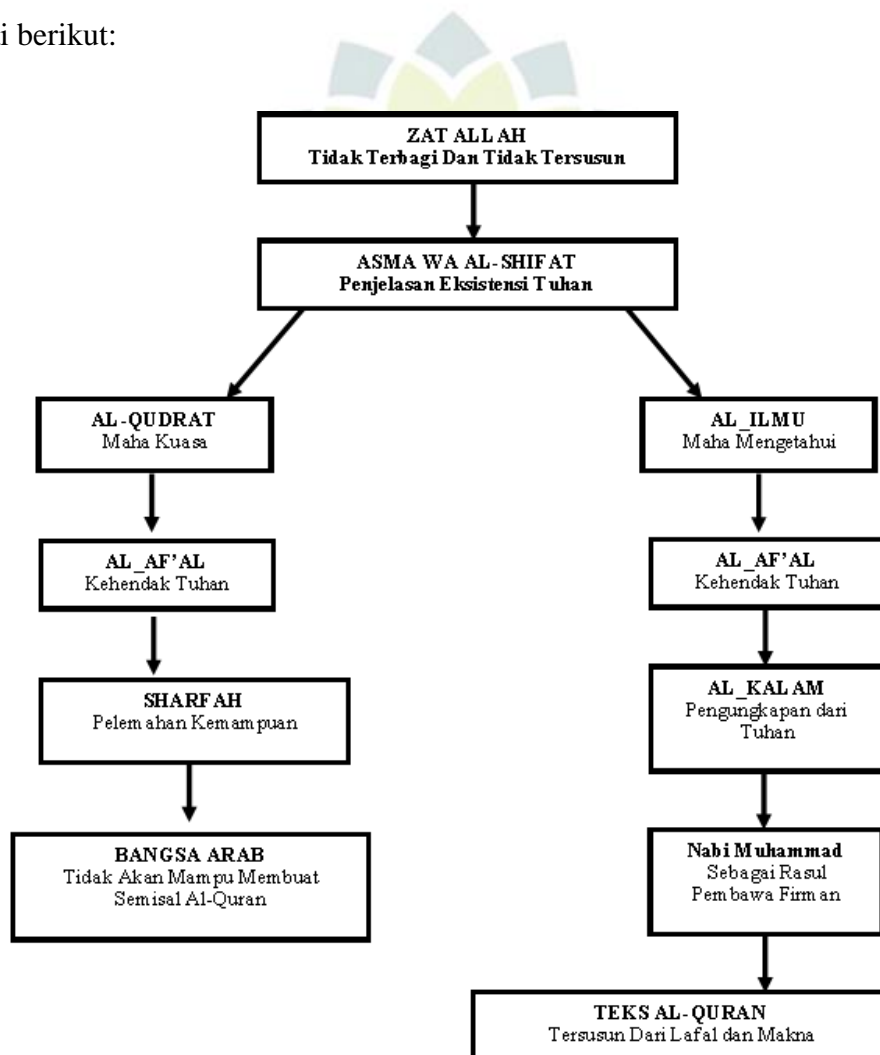 i berikut:
ZAT ALLAH
Tidak Terbagi Dan Tidak Tersusun
ASMA WA AL-SHIFAT
Penjelasan Eksistensi Tuhan
AL-QUDRAT
Maha Kuasa
AL_ILMU
Maha Mengetahui
AL_AF’AL
Kehendak Tuhan
AL_AF’AL
Kehendak Tuhan
SHARFAH
Pelemahan Kemampuan
AL_KALAM
Pengungkapan dari
Tuhan
BANGSA ARAB
Tidak Akan Mampu Membuat
Semisal Al-Quran
Nabi Muhammad
Sebagai Rasul
Pembawa Firman
TEKS AL-QURAN
Tersusun Dari Lafal dan Makna